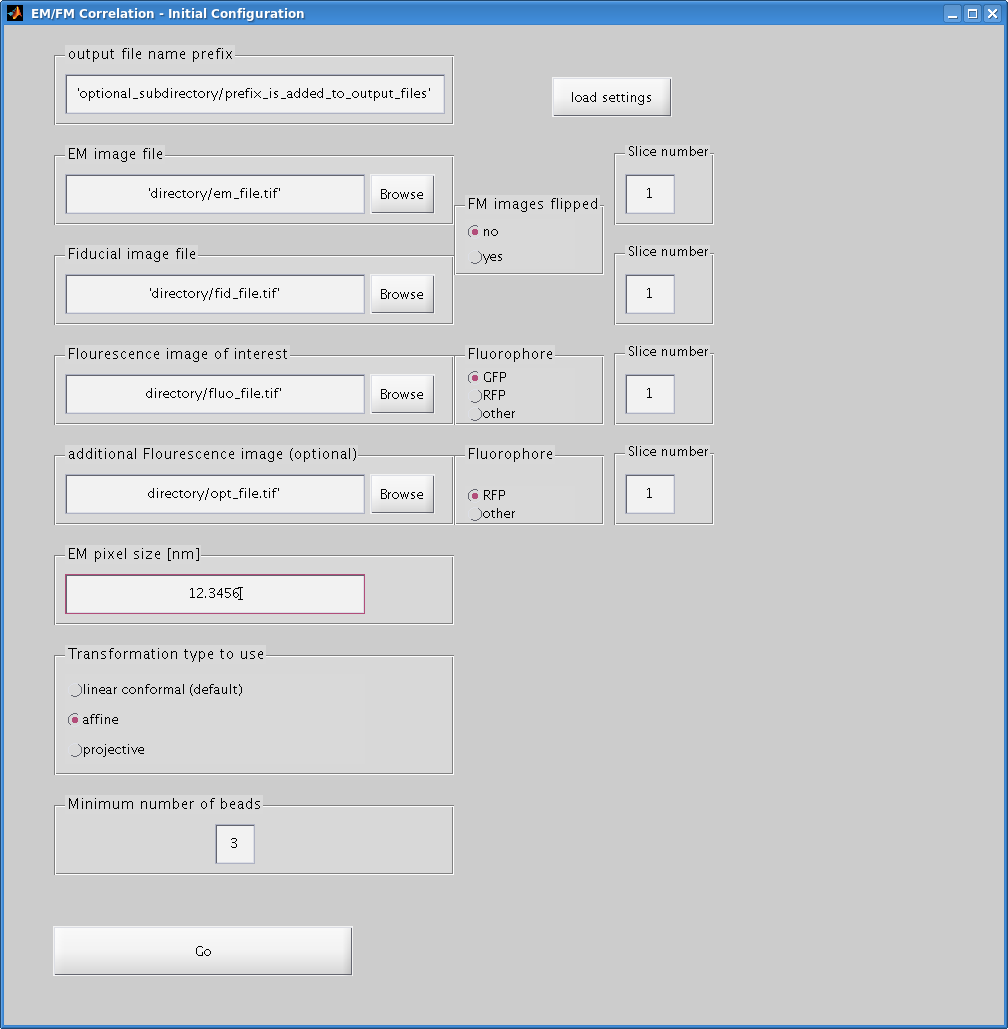 EM/FM Correlation - Initial Configuration
output file name prefix
'optional_subdirectory/prefix_is_added_to_output_files'
load settings
EM image file
'directory/em_file.tif'
Browse
Slice number
1
FM images flipped
no
yes
Fiducial image file
'directory/fid_file.tif'
Browse
Slice number
1
Flourescence image of interest
directory/fluo_file.tif'
Browse
Fluorophore
GFP
RFP
other
Slice number
1
additional Flourescence image (optional)
directory/opt_file.tif'
Browse
Fluorophore
RFP
other
Slice number
1
EM pixel size [nm]
12.3456
Transformation type to use
linear conformal (default)
affine
projective
Minimum number of beads
3
Go